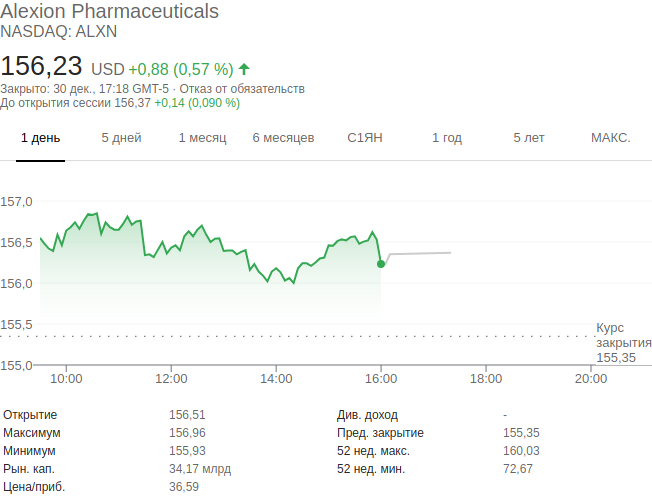 Alexion Pharmaceuticals
NASDAQ: ALXN
156,23 USD +0,88 (0,57 %)
Закрыто: 30 дек., 17:18 GMT-5 · Отказ от обязательств
До открытия сессии 156,37 +0,14 (0,090 %)
1 день 5 дней 1 месяц 6 месяцев С1ЯН 1 год 5 лет МАКС.
157,0
156,5
156,0
155,5
Курс
закрытия
155,35
155,0
10:00 12:00 14:00 16:00 18:00 20:00
Открытие 156,51 Див. доход -
Максимум 156,96 Пред. закрытие 155,35
Минимум 155,93 52 нед. макс. 160,03
Рын. кап. 34,17 млрд 52 нед. мин. 72,67
Цена/приб. 36,59